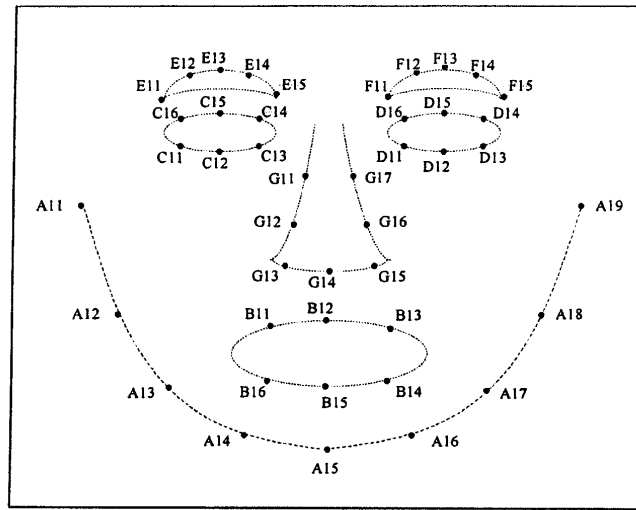 E12 E13 E14
F12 F13 F14
E11 E15 F11 F15
C16 C15 C14 D16 D15 D14
C11 C12 C13 D11 D12 D13
G11 G17
A11 A19
G12 G16
G13 G14 G15
B11 B12 B13
A12 A18
A13 B16 B15 B14 A17
A14 A16
A15